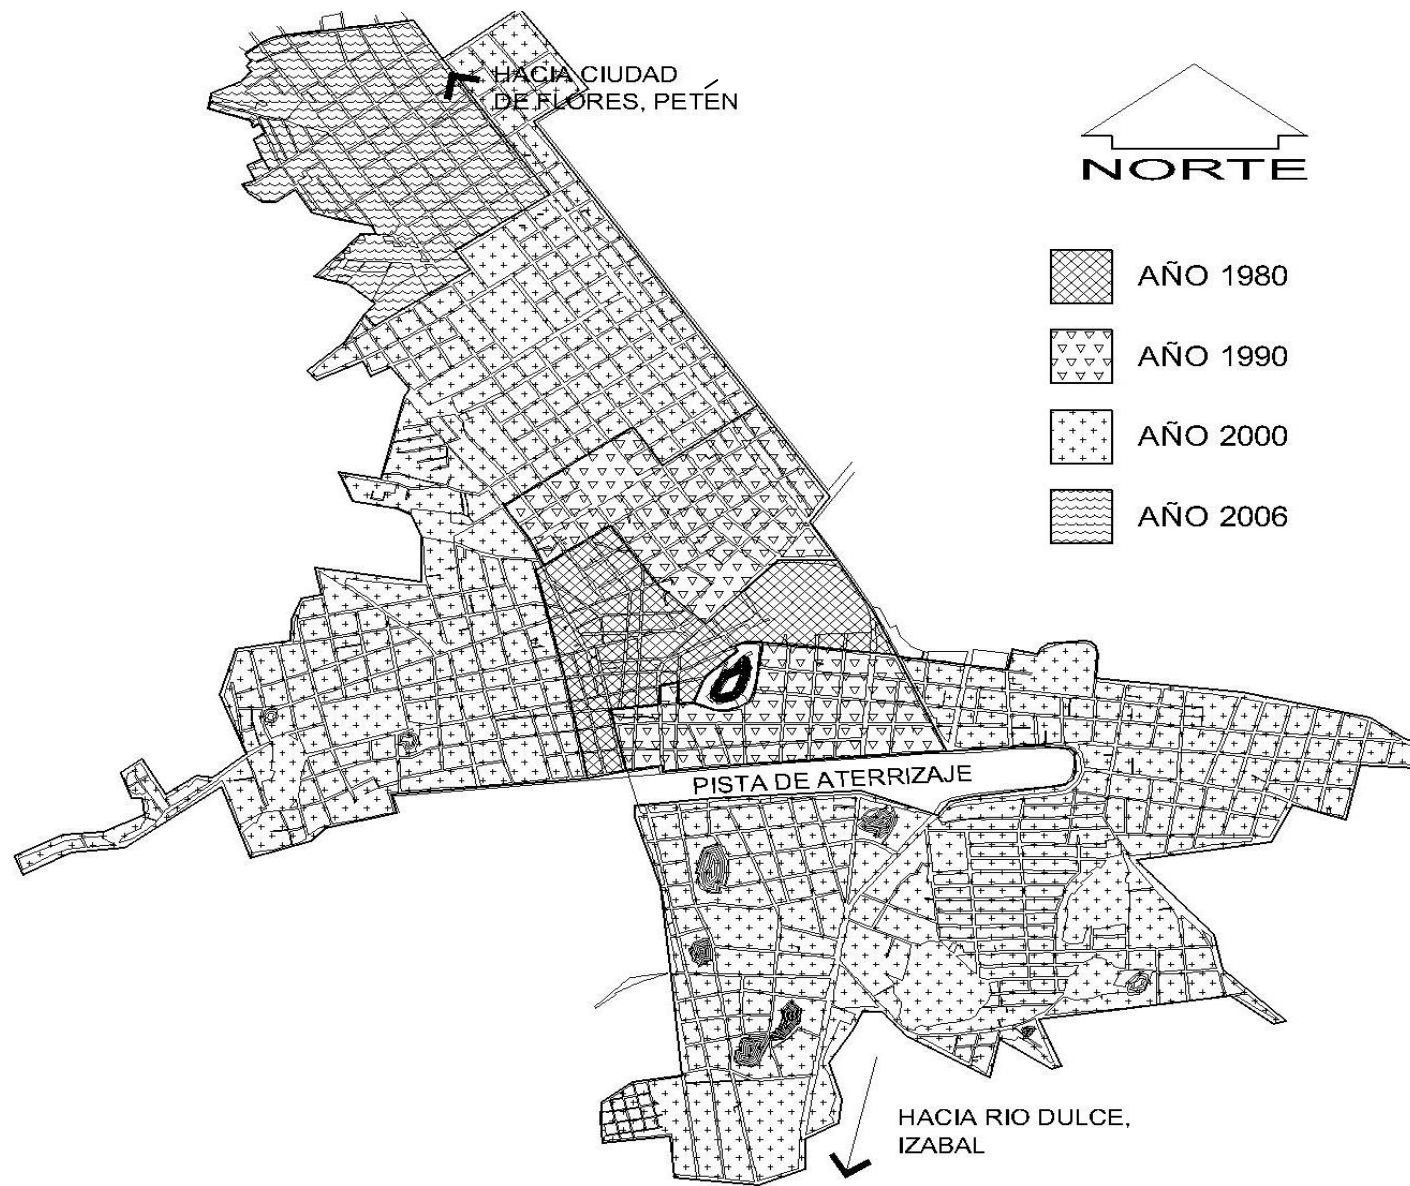 HACIA CIUDAD
DE FLORES, PETÉN
NORTE
AÑO 1980
AÑO 1990
AÑO 2000
AÑO 2006
PISTA DE ATERRIZAJE
HACIA RIO DULCE,
IZABAL